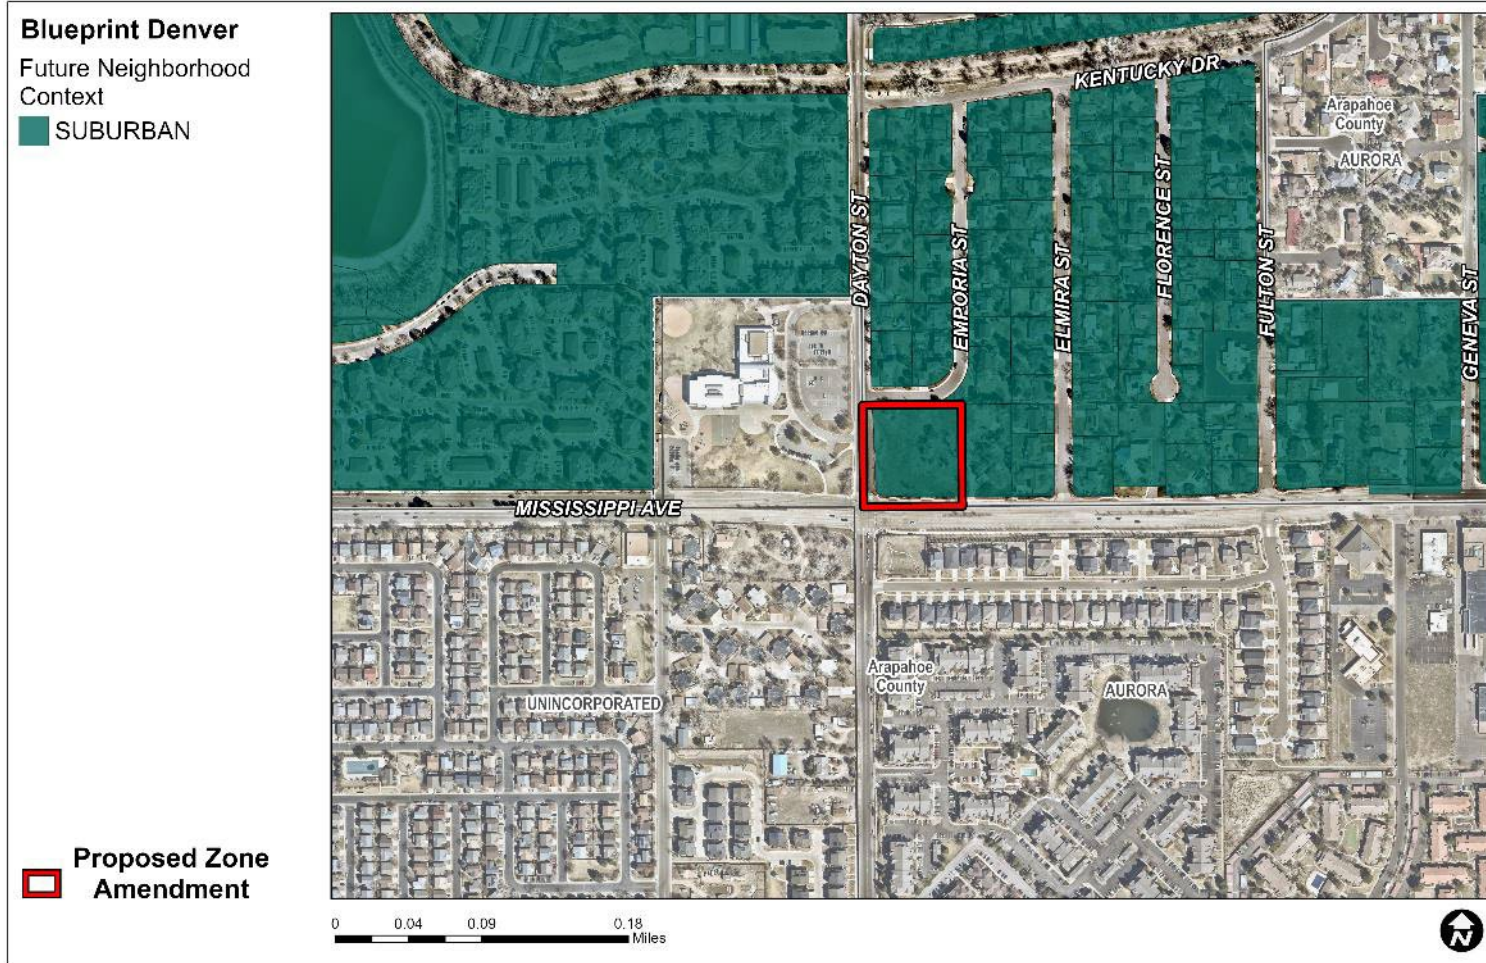 Blueprint Denver
Future Neighborhood
Context
SUBURBAN
KENTUCKY DR
Arapahoe
County
AURORA
DAYTON ST
EMPORIA ST
ELMIRA ST
FLORENCE ST
FULTON ST
GENEVA ST
MISSISSIPPI AVE
Arapahoe
County
AURORA
UNINCORPORATED
Proposed Zone
Amendment
0 0.04 0.09 0.18
Miles
N